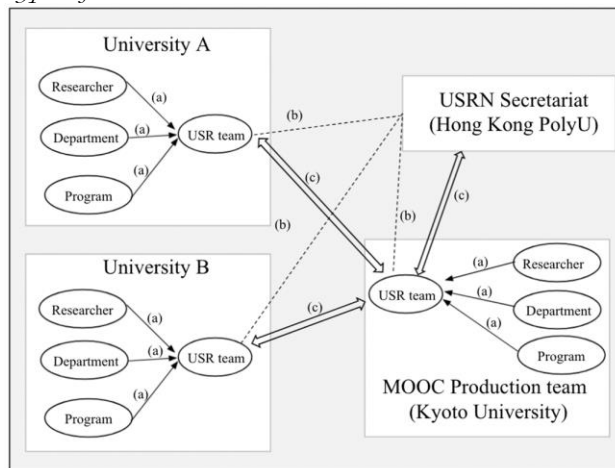 University A
Researcher
(a)
Department
(a)
Program
(a)
USR team
(b)
(c)
(b)
(b)
USRN Secretariat
(Hong Kong PolyU)
(c)
University B
Researcher
(a)
Department
(a)
Program
(a)
USR team
(c)
USR team
(a)
Researcher
(a)
Department
(a)
Program
MOOC Production team
(Kyoto University)